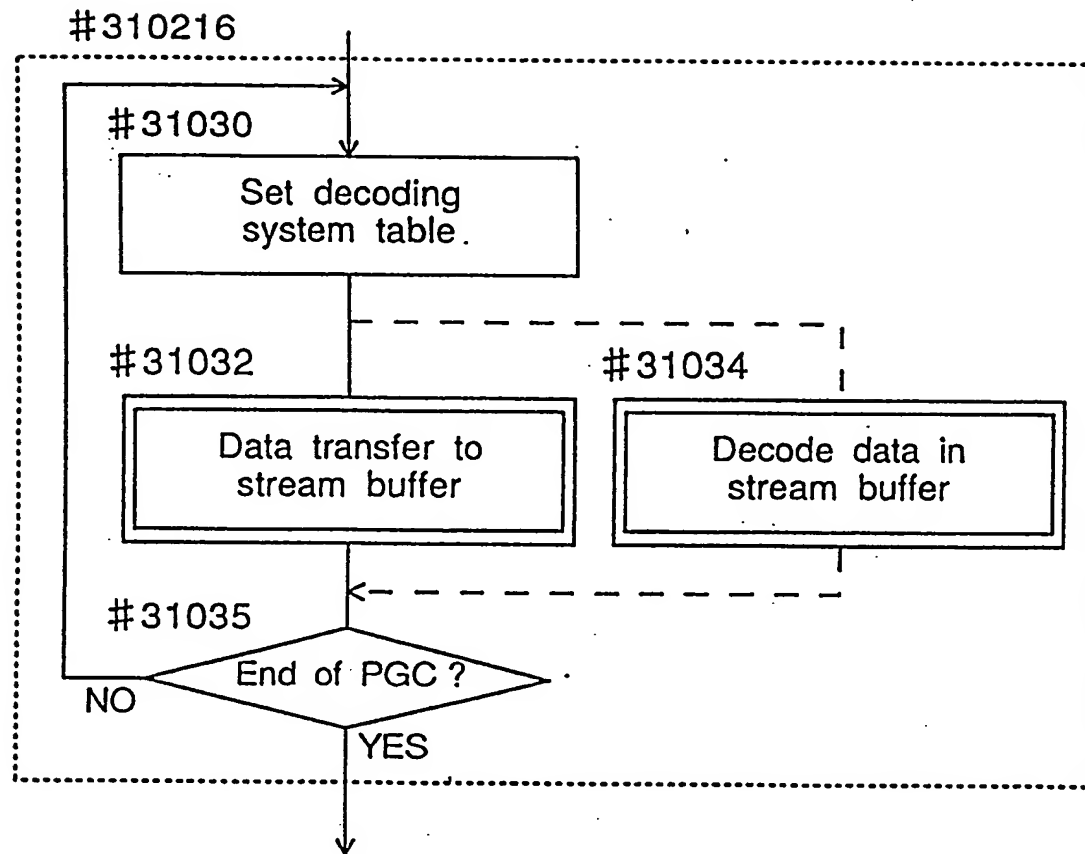 #310216
#31030
Set decoding
system table.
#31032
#31034
Data transfer to
stream buffer
Decode data in
stream buffer
#31035
End of PGC ?
NO
YES